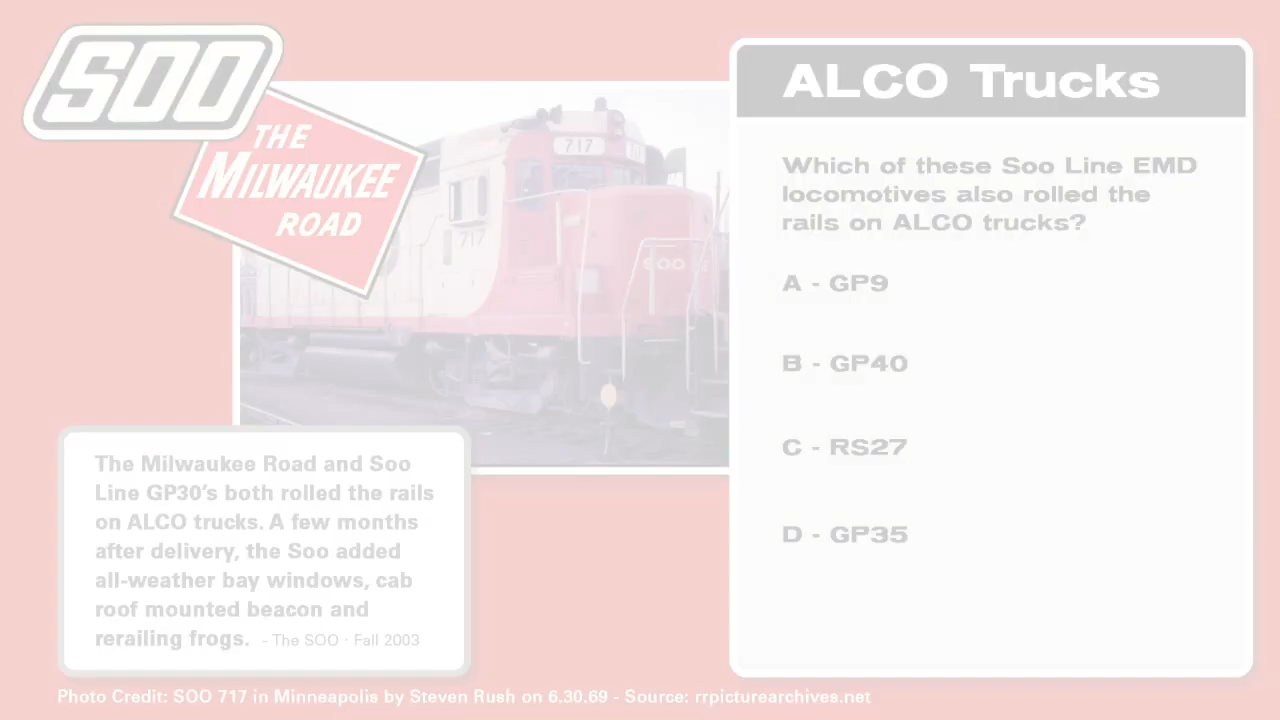 SOO
THE
MILWAUKEE
ROAD
717
717
SOO
ALCO Trucks
Which of these Soo Line EMD
locomotives also rolled the
rails on ALCO trucks?
A - GP9
B - GP40
C - RS27
D - GP35
The Milwaukee Road and Soo
Line GP30’s both rolled the rails
on ALCO trucks. A few months
after delivery, the Soo added
all-weather bay windows, cab
roof mounted beacon and
rerailing frogs. - The SOO · Fall 2003
Photo Credit: SOO 717 in Minneapolis by Steven Rush on 6.30.69 - Source: rrpicturearchives.net